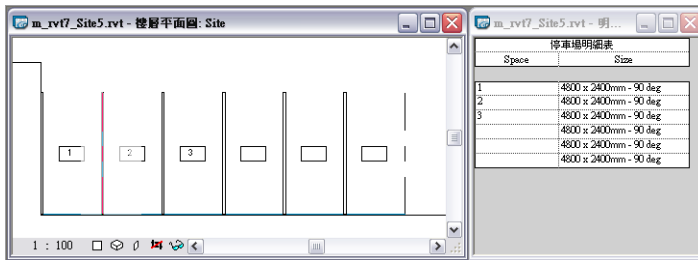 m_rvt7_Site5.rvt - 樓層平面圖: Site
1
2
3
1 : 100
m_rvt7_Site5.rvt - 明...
停車場明細表
Space Size
1 4800 x 2400mm - 90 deg
2 4800 x 2400mm - 90 deg
3 4800 x 2400mm - 90 deg
4800 x 2400mm - 90 deg
4800 x 2400mm - 90 deg
4800 x 2400mm - 90 deg